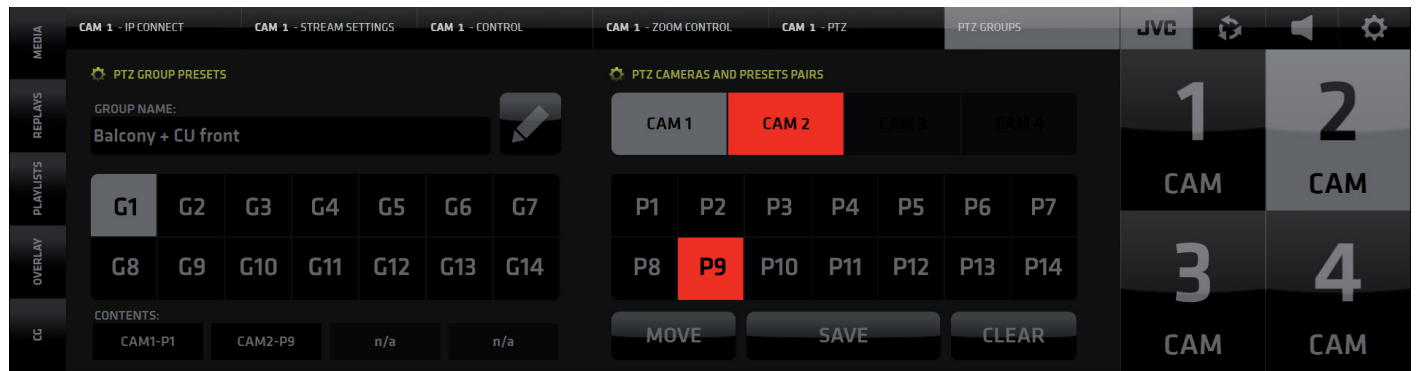 MEDIA
REPLAYS
PLAYLISTS
OVERLAY
CG
CAM 1 - IP CONNECT
CAM 1 - STREAM SETTINGS
CAM 1 - CONTROL
CAM 1 - ZOOM CONTROL
CAM 1 - PTZ
PTZ GROUPS
JVC
PTZ GROUP PRESETS
GROUP NAME:
Balcony + CU front
G1 G2 G3 G4 G5 G6 G7
G8 G9 G10 G11 G12 G13 G14
CONTENTS:
CAM1-P1 CAM2-P9 n/a n/a
PTZ CAMERAS AND PRESETS PAIRS
CAM 1 CAM 2 CAM 3 CAM 4
P1 P2 P3 P4 P5 P6 P7
P8 P9 P10 P11 P12 P13 P14
MOVE SAVE CLEAR
1 2
CAM CAM
3 4
CAM CAM